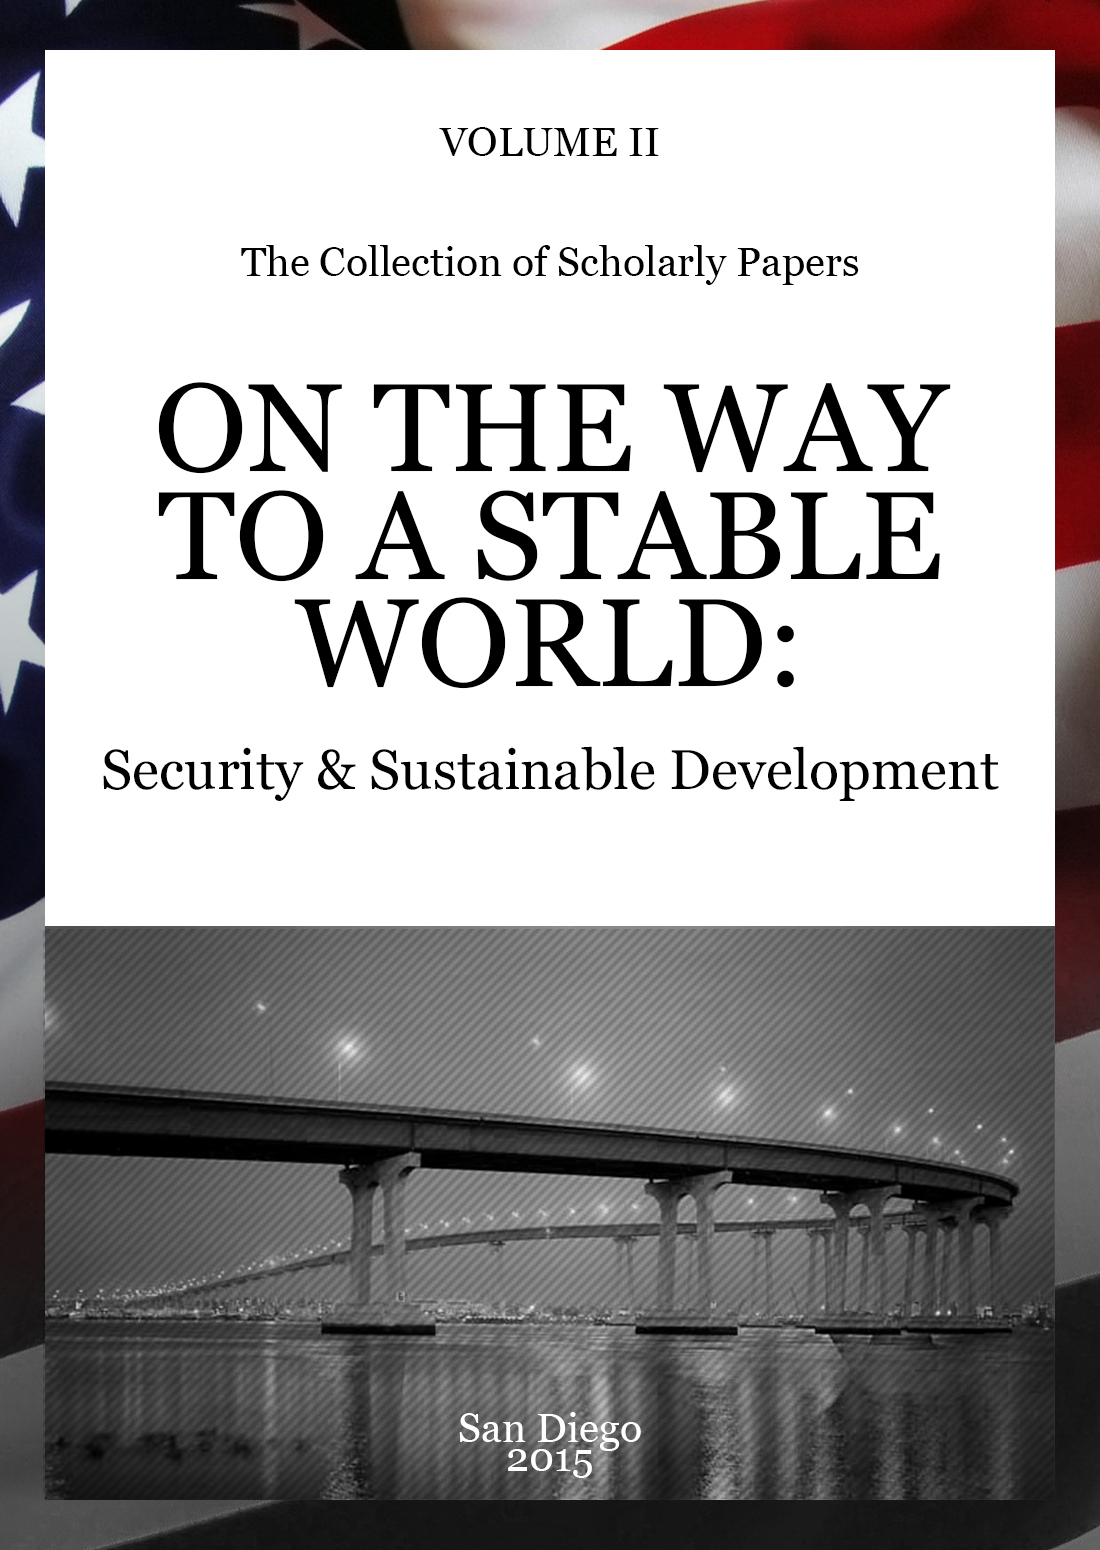 VOLUME II
The Collection of Scholarly Papers
ON THE WAY
TO A STABLE
WORLD:
Security & Sustainable Development
San Diego
2015